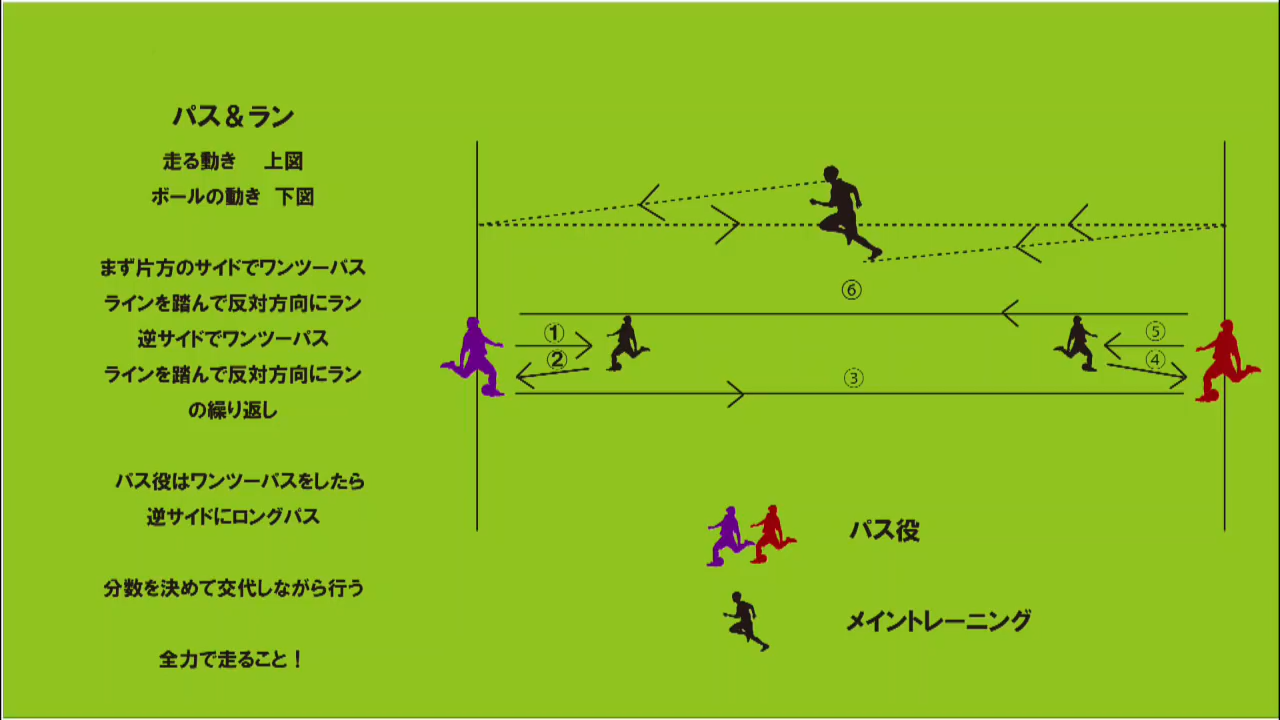 パス＆ラン
走る動き　上図
ボールの動き　下図
まず片方のサイドでワンツーパス
ラインを踏んで反対方向にラン
逆サイドでワンツーパス
ラインを踏んで反対方向にラン
の繰り返し
パス役はワンツーパスをしたら
逆サイドにロングパス
分数を決めて交代しながら行う
全力で走ること！
⑥
①
②
③
⑤
④
パス役
メイントレーニング